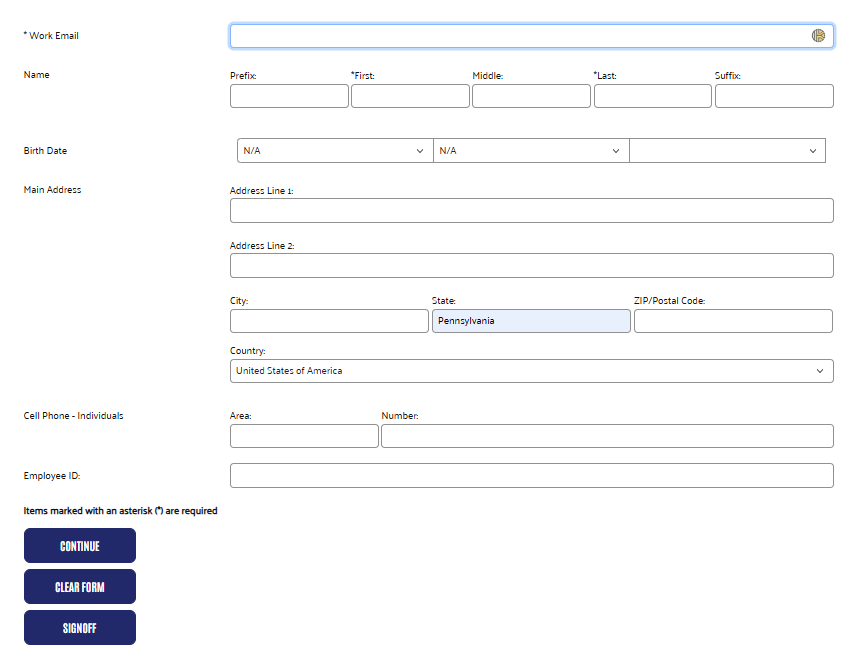 * Work Email
Name
Prefix: *First: Middle: *Last: Suffix:
Birth Date N/A N/A
Main Address
Address Line 1:
Address Line 2:
City: State: ZIP/Postal Code:
Pennsylvania
Country:
United States of America
Cell Phone - Individuals
Area: Number:
Employee ID:
Items marked with an asterisk (*) are required
CONTINUE
CLEAR FORM
SIGNOFF